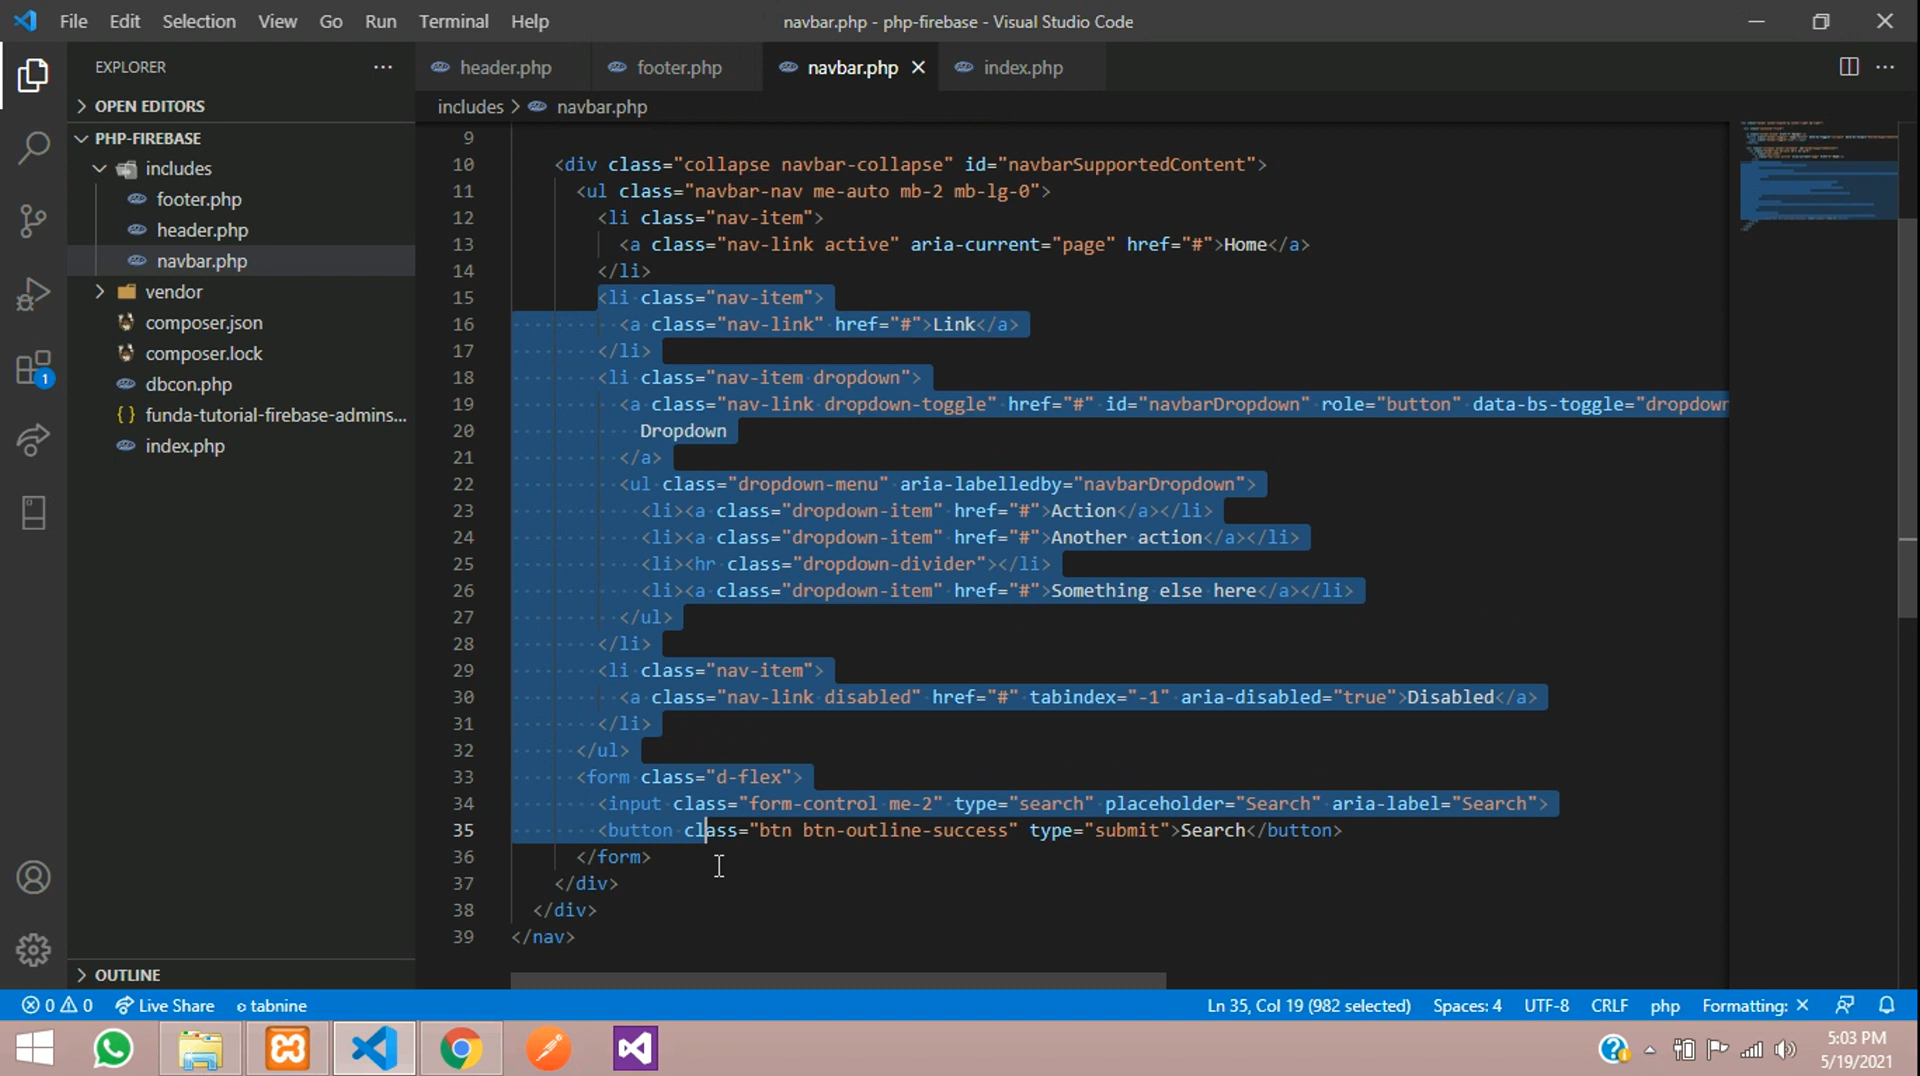 File Edit Selection View Go Run Terminal Help
navbar.php - php-firebase - Visual Studio Code
EXPLORER
OPEN EDITORS
PHP-FIREBASE
includes
footer.php
header.php
navbar.php
vendor
composer.json
composer.lock
dbcon.php
{} funda-tutorial-firebase-admins...
index.php
OUTLINE
header.php footer.php navbar.php index.php
includes > navbar.php
9
10 <div class="collapse navbar-collapse" id="navbarSupportedContent">
11 <ul class="navbar-nav me-auto mb-2 mb-lg-0">
12 <li class="nav-item">
13 <a class="nav-link active" aria-current="page" href="#">Home</a>
14 </li>
15 <li class="nav-item">
16 <a class="nav-link" href="#">Link</a>
17 </li>
18 <li class="nav-item dropdown">
19 <a class="nav-link dropdown-toggle" href="#" id="navbarDropdown" role="button" data-bs-toggle="dropdown
20 Dropdown
21 </a>
22 <ul class="dropdown-menu" aria-labelledby="navbarDropdown">
23 <li><a class="dropdown-item" href="#">Action</a></li>
24 <li><a class="dropdown-item" href="#">Another action</a></li>
25 <li><hr class="dropdown-divider"></li>
26 <li><a class="dropdown-item" href="#">Something else here</a></li>
27 </ul>
28 </li>
29 <li class="nav-item">
30 <a class="nav-link disabled" href="#" tabindex="-1" aria-disabled="true">Disabled</a>
31 </li>
32 </ul>
33 <form class="d-flex">
34 <input class="form-control me-2" type="search" placeholder="Search" aria-label="Search">
35 <button class="btn btn-outline-success" type="submit">Search</button>
36 </form>
37 </div>
38 </div>
39 </nav>
1
0 0 Live Share tabnine
Ln 35, Col 19 (982 selected) Spaces: 4 UTF-8 CRLF php Formatting: ×
5:03 PM
5/19/2021